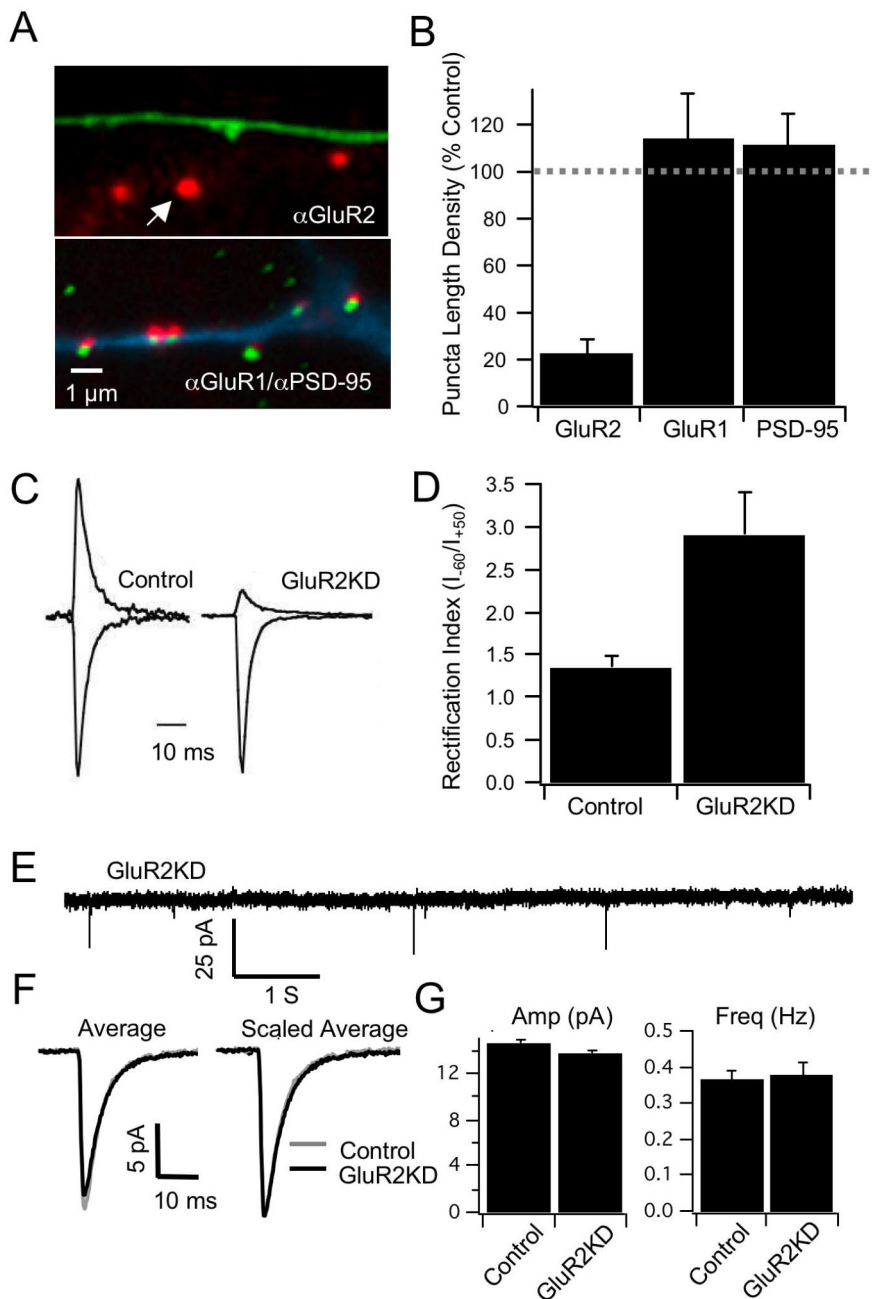 A
αGluR2
αGluR1/αPSD-95
1 μm
B
Puncta Length Density (% Control)
120
100
80
60
40
20
0
GluR2 GluR1 PSD-95
C
Control
GluR2KD
10 ms
D
Rectification Index (I-60/I+50)
3.5
3.0
2.5
2.0
1.5
1.0
0.5
0.0
Control GluR2KD
E
GluR2KD
25 pA
1 S
F
Average
Scaled Average
5 pA
10 ms
Control
GluR2KD
G
Amp (pA)
12
8
4
0
Control GluR2KD
Freq (Hz)
0.5
0.4
0.3
0.2
0.1
0.0
Control GluR2KD